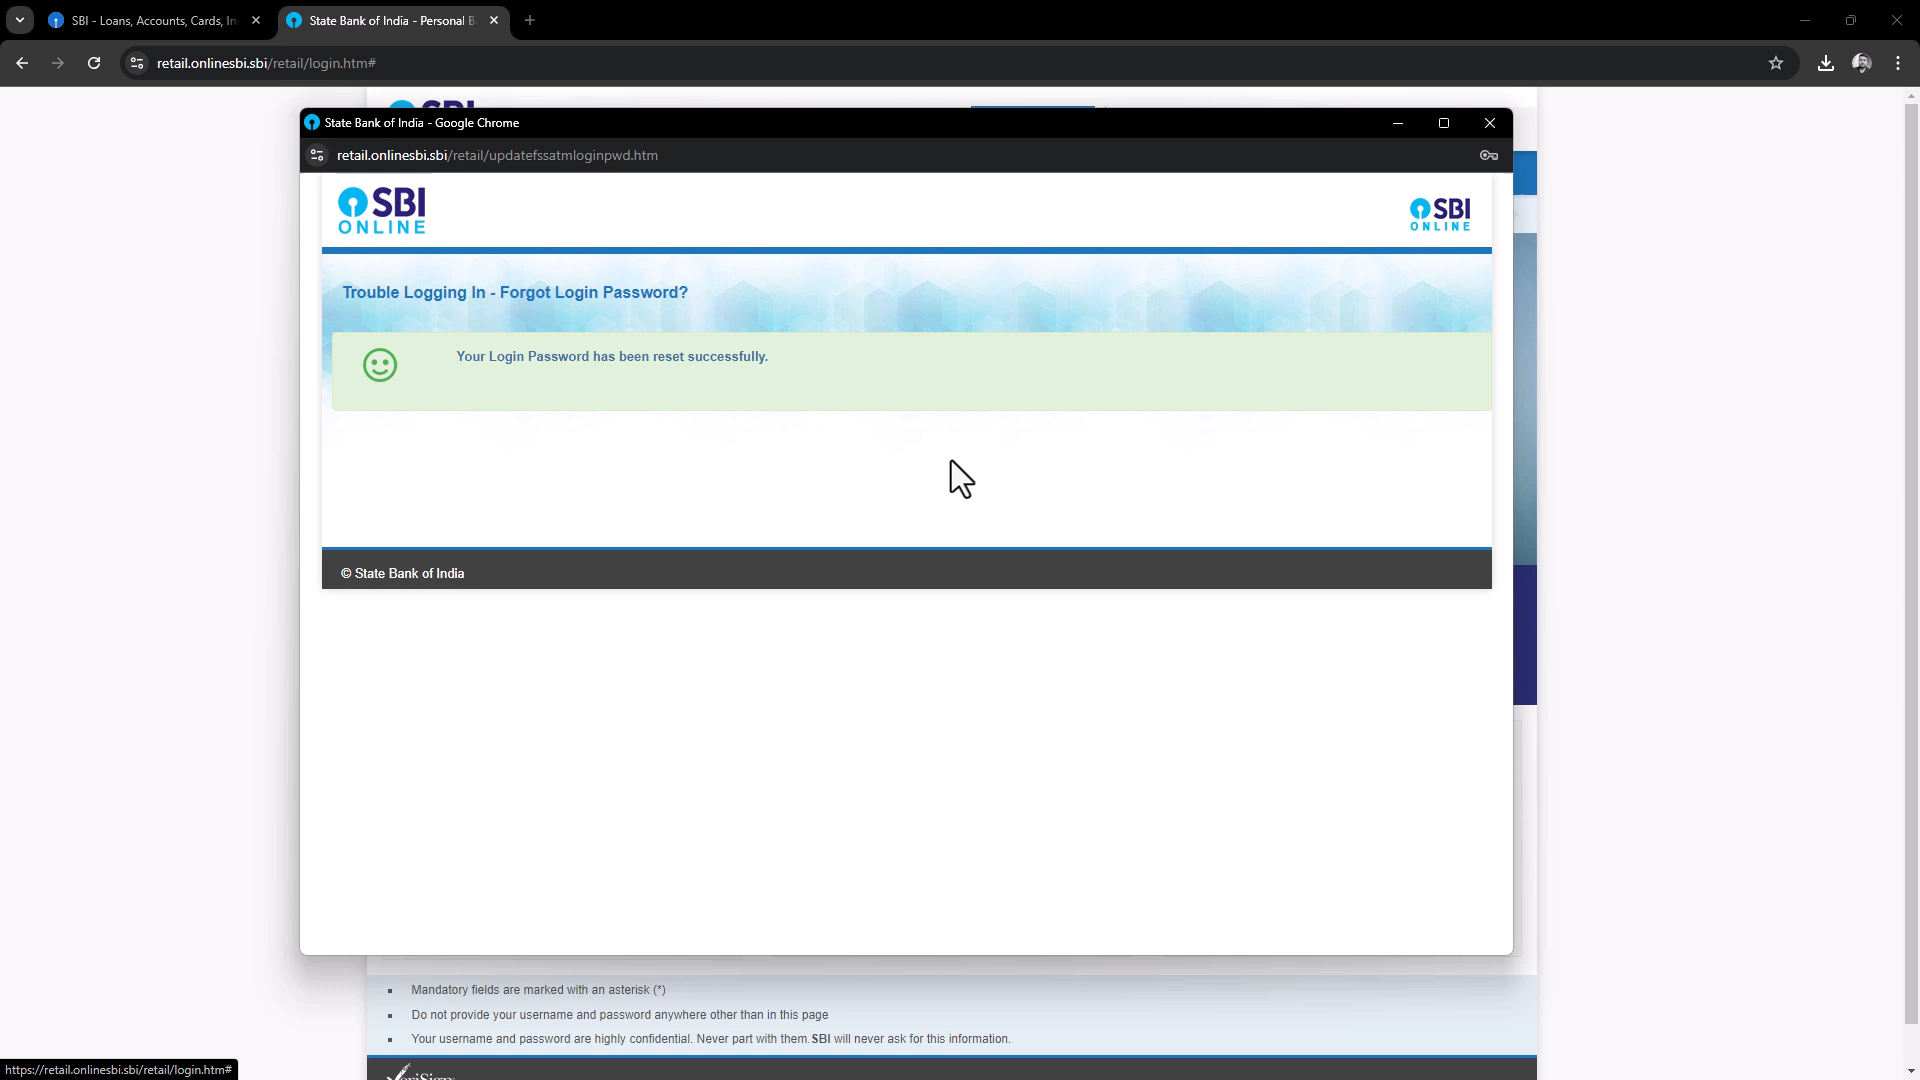 SBI - Loans, Accounts, Cards, In
State Bank of India - Personal B
retail.onlinesbi.sbi/retail/login.htm#
SBI
State Bank of India - Google Chrome
retail.onlinesbi.sbi/retail/updatefssatmloginpwd.htm
SBI
ONLINE
SBI
ONLINE
Trouble Logging In - Forgot Login Password?
Your Login Password has been reset successfully.
© State Bank of India
Mandatory fields are marked with an asterisk (*)
Do not provide your username and password anywhere other than in this page
Your username and password are highly confidential. Never part with them. SBI will never ask for this information.
https://retail.onlinesbi.sbi/retail/login.htm#